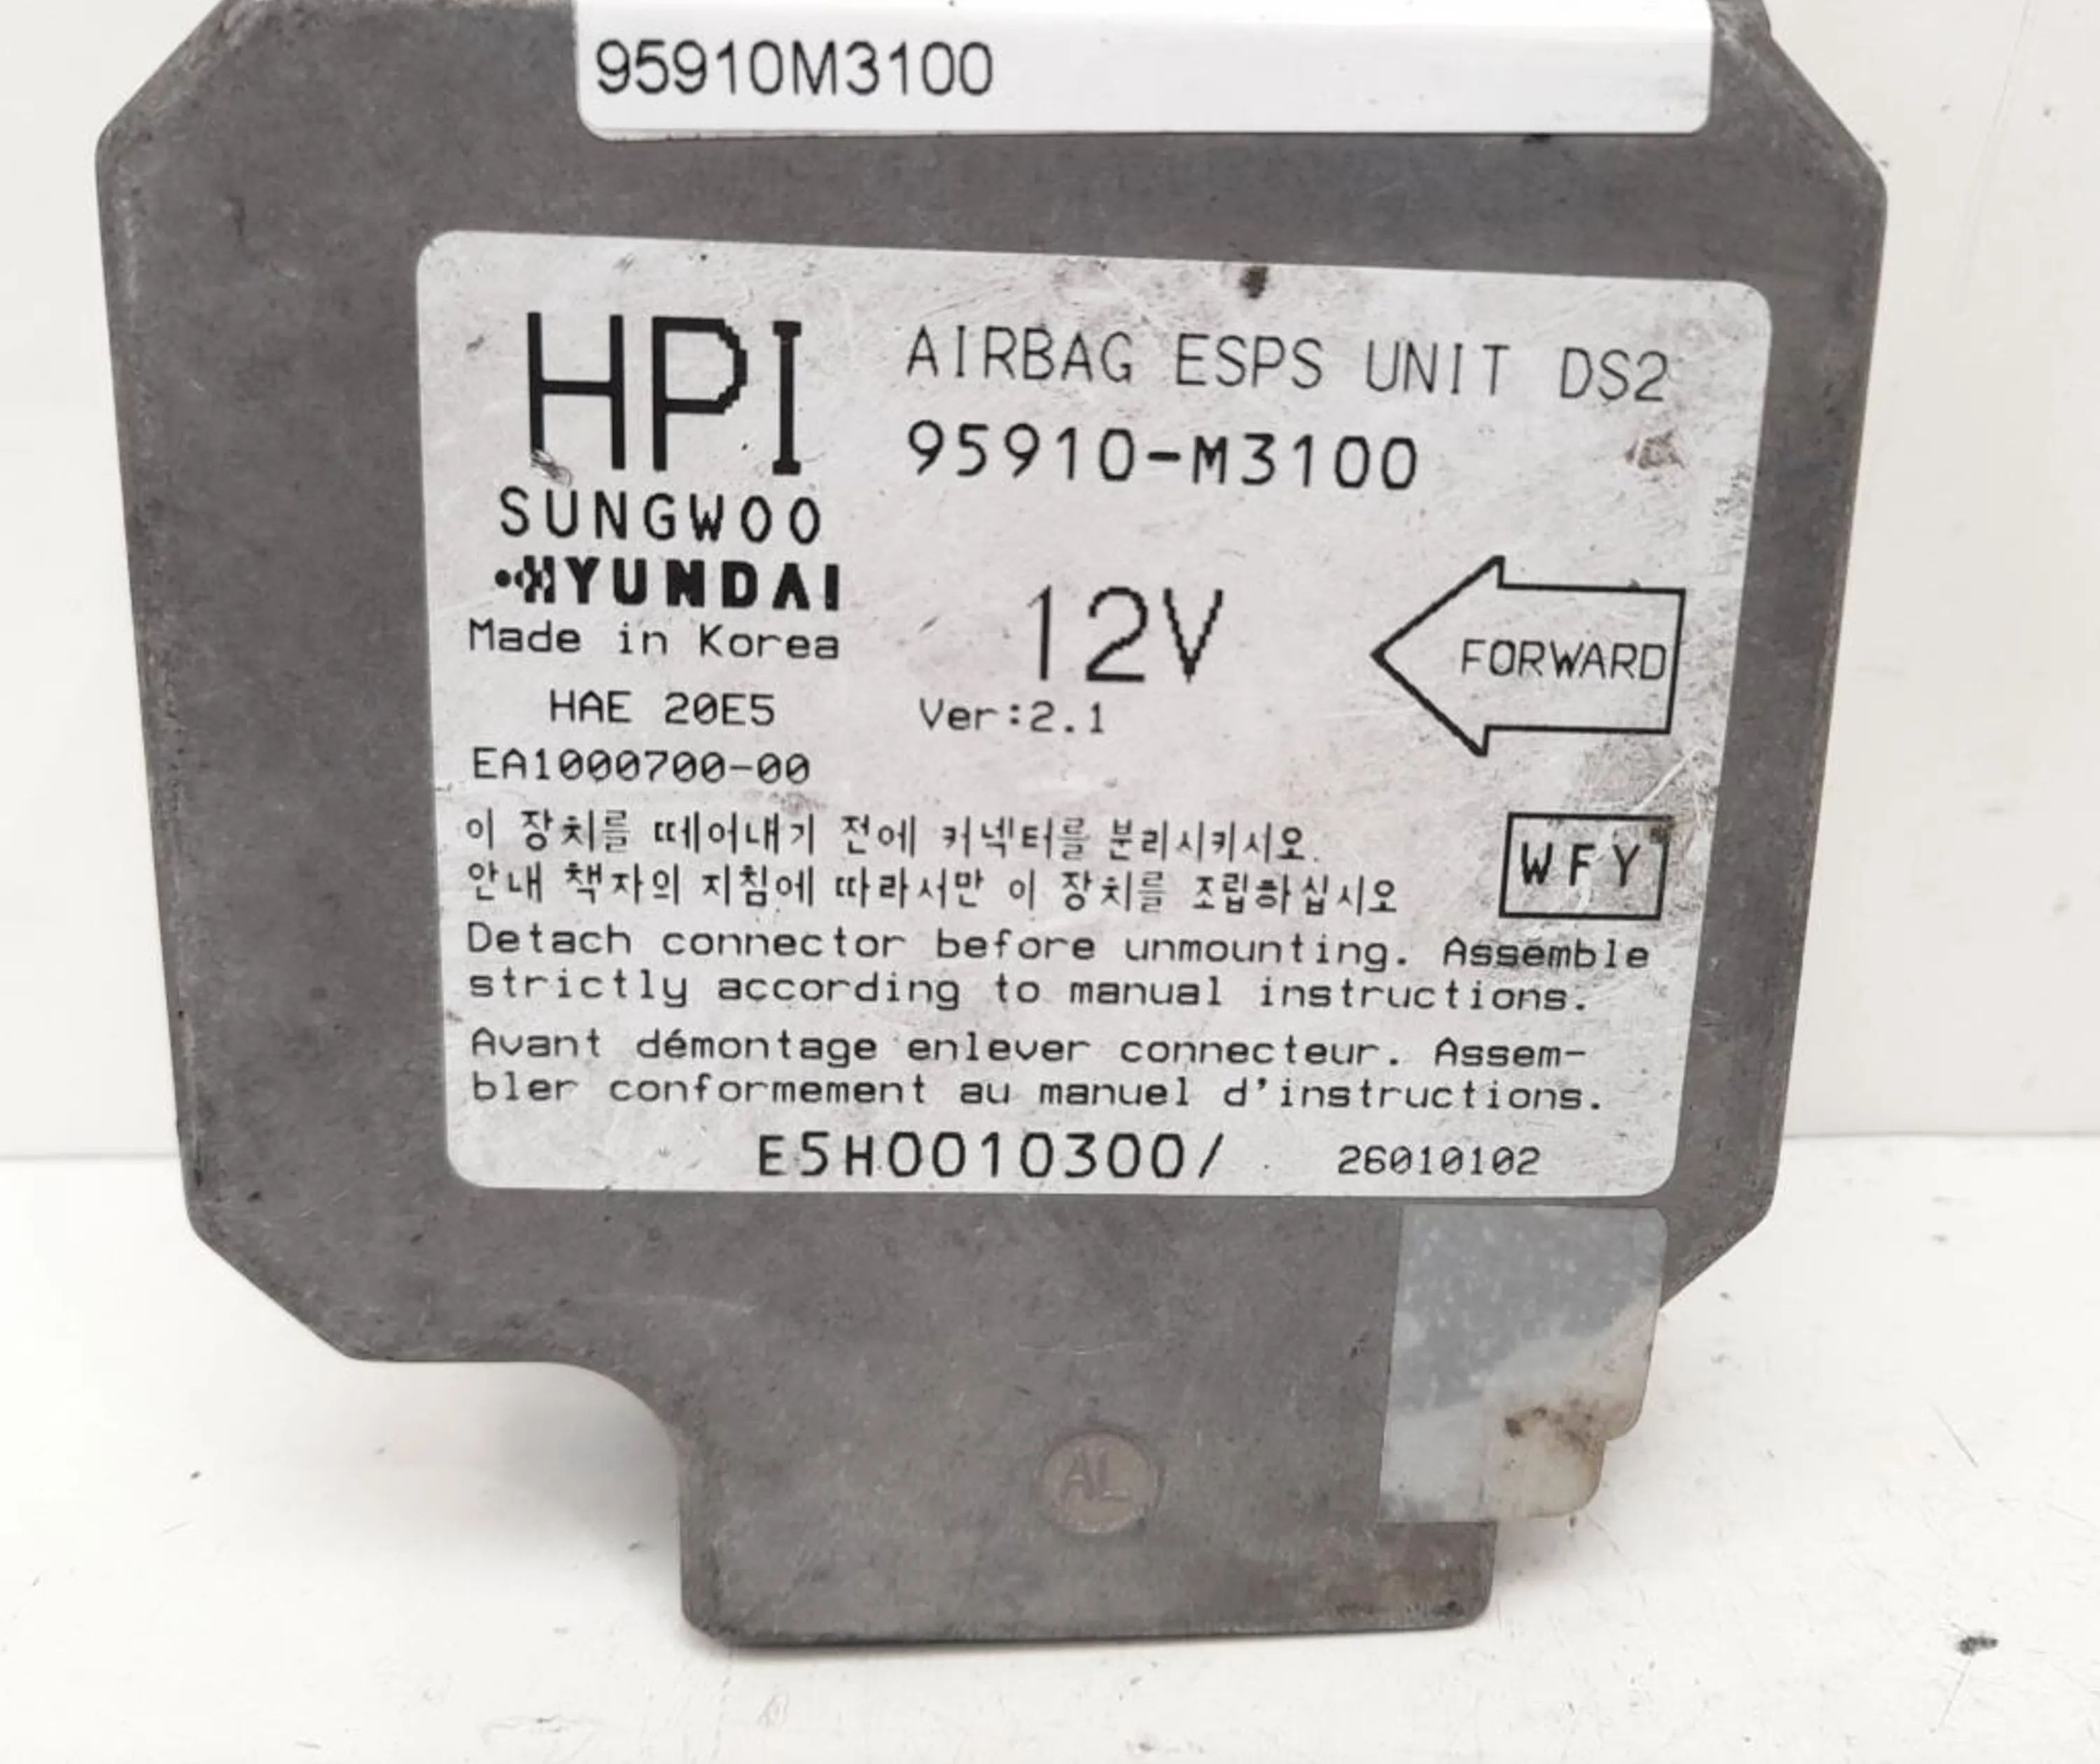 95910M3100
HPI
SUNGWOO
HYUNDAI
Made in Korea
HAE 20E5
EA1000700-00
AIRBAG ESPS UNIT DS2
95910-M3100
12V
Ver:2.1
FORWARD
이 장치를 떼어내기 전에 커넥터를 분리시키시오.
안내 책자의 지침에 따라서만 이 장치를 조립하십시오
WFY
Detach connector before unmounting. Assemble
strictly according to manual instructions.
Avant démontage enlever connecteur. Assem-
bler conformement au manuel d'instructions.
E5H0010300/ 26010102
AL